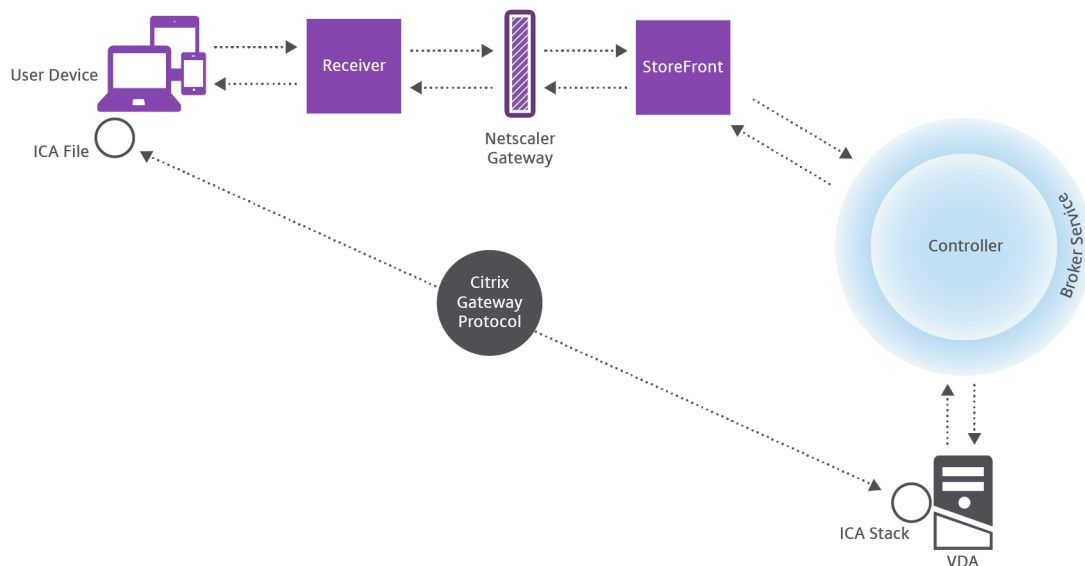 User Device
Receiver
StoreFront
Netscaler
Gateway
ICA File
Broker Service
Controller
Citrix
Gateway
Protocol
ICA Stack
VDA